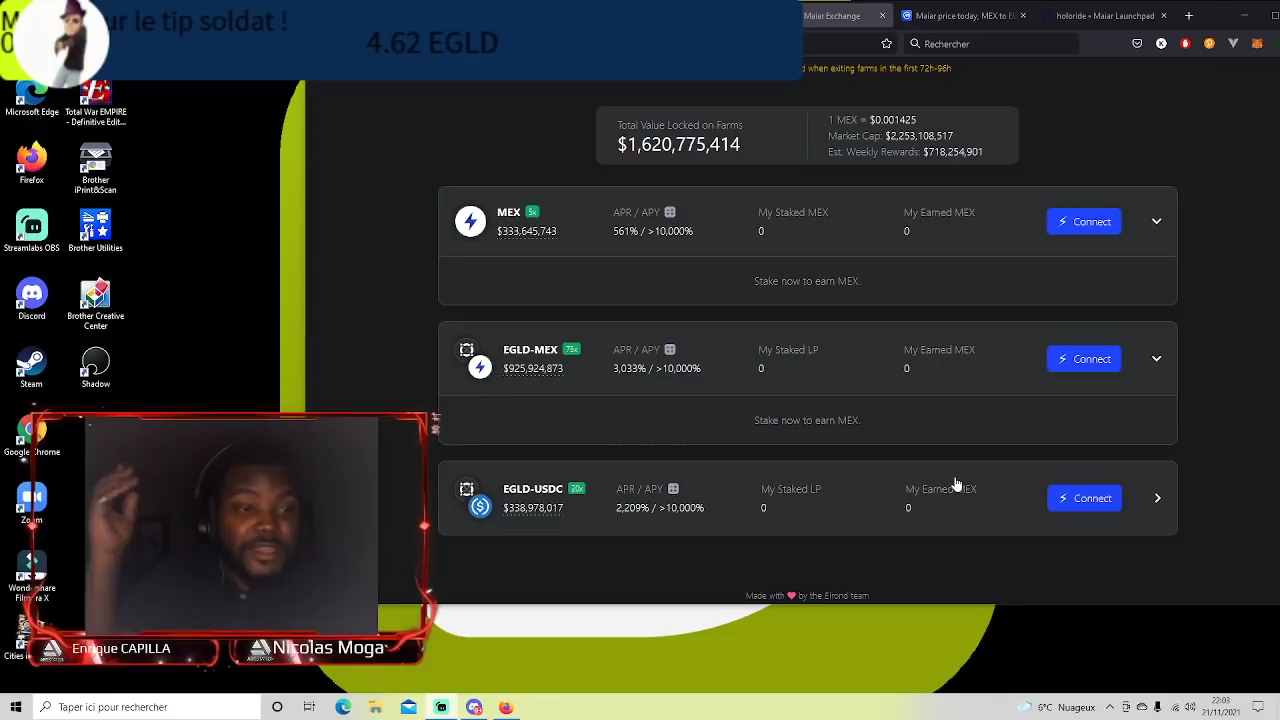 ur le tip soldat !
4.62 EGLD
Maiar Exchange
Maiar price today, MEX to E
holoride • Maiar Launchpad
Rechercher
d when exiting farms in the first 72h-96h
Total Value Locked on Farms
$1,620,775,414
1 MEX = $0.001425
Market Cap: $2,253,108,517
Est. Weekly Rewards: $718,254,901
MEX 5x
$333,645,743
APR / APY
561% / >10,000%
My Staked MEX
0
My Earned MEX
0
Connect
Stake now to earn MEX.
EGLD-MEX 75x
$925,924,873
APR / APY
3,033% / >10,000%
My Staked LP
0
My Earned MEX
0
Connect
Stake now to earn MEX.
EGLD-USDC 20x
$338,978,017
APR / APY
2,209% / >10,000%
My Staked LP
0
My Earned MEX
0
Connect
Made with ❤ by the Elrond team
Microsoft Edge
Total War EMPIRE
- Definitive Edit...
Firefox
Brother
iPrint&Scan
Streamlabs OBS
Brother Utilities
Discord
Brother Creative
Center
Steam
Shadow
Google Chrome
Zoom
Wondershare
Filmora X
Cities
Enrique CAPILLA
Nicolas Moga
Taper ici pour rechercher
6°C Nuageux
22:03
21/11/2021